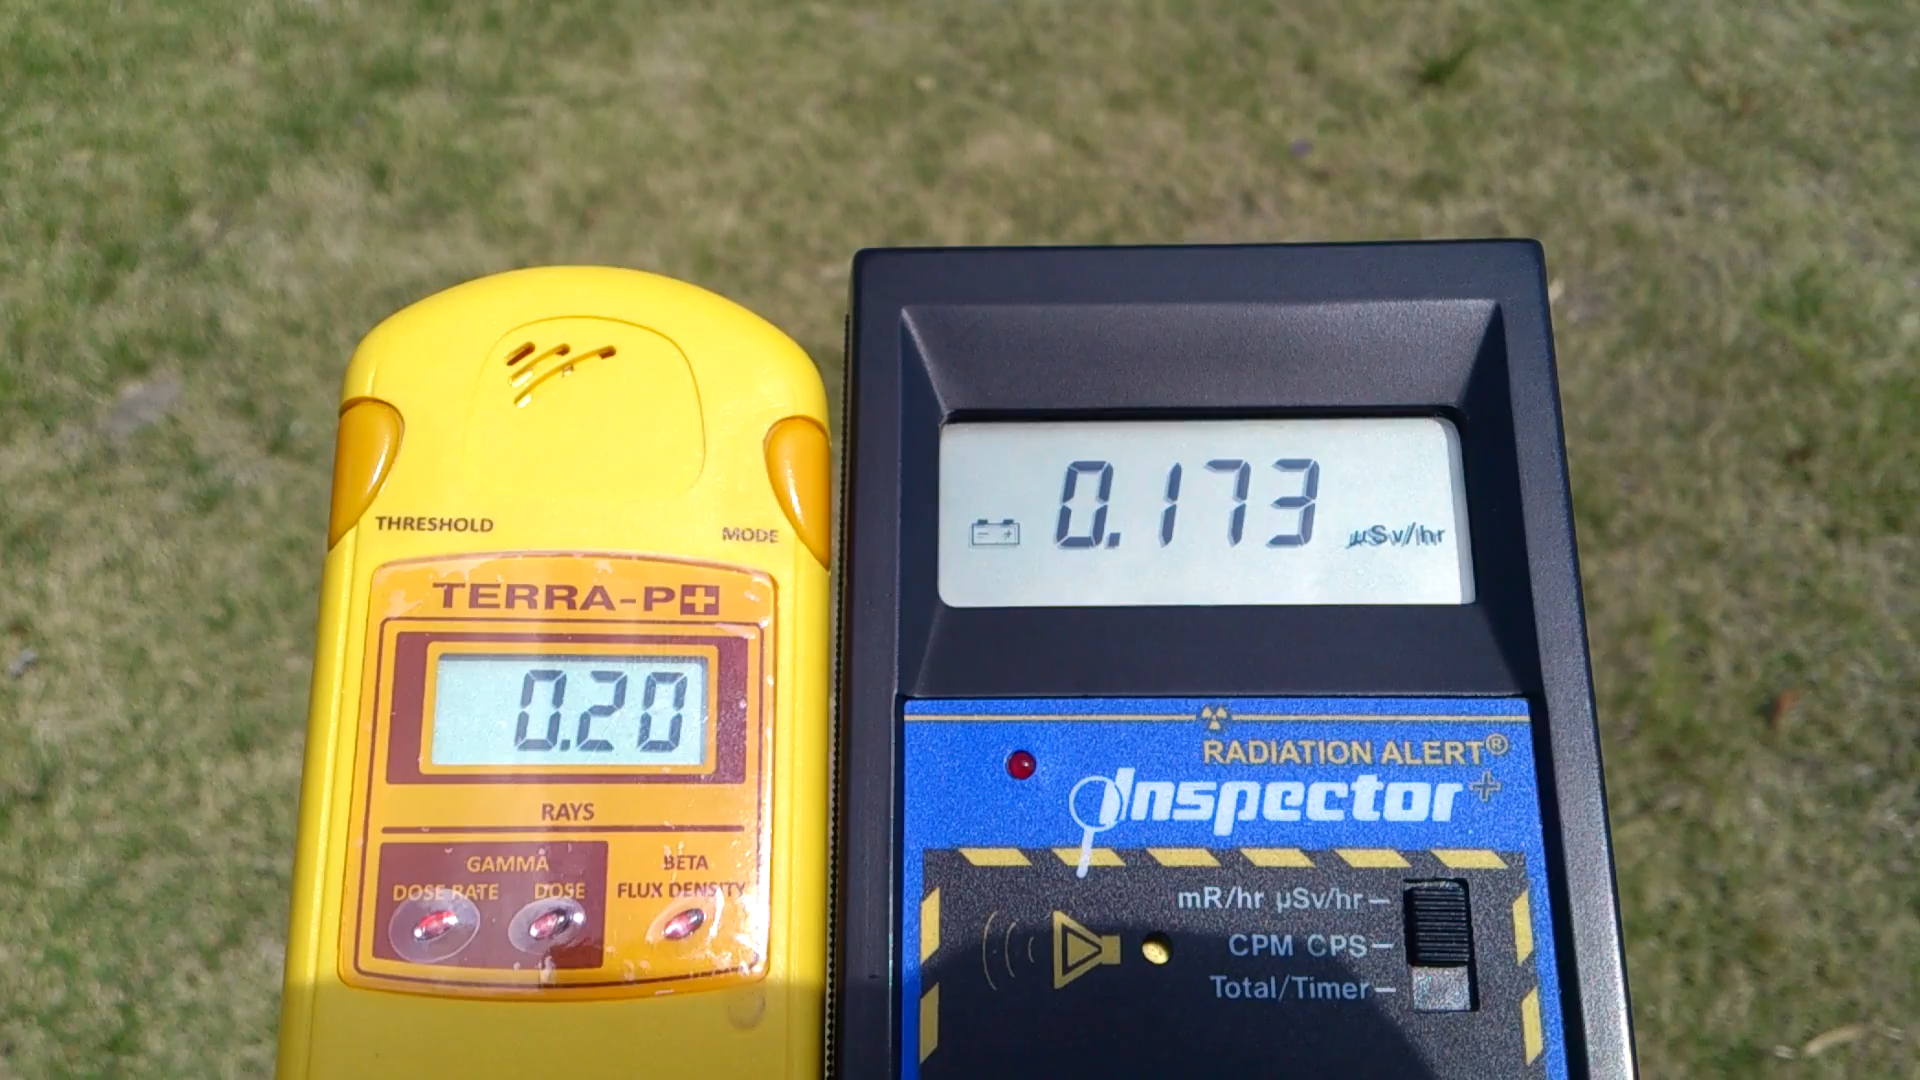 THRESHOLD
MODE
TERRA-P+
0.20
RAYS
GAMMA
DOSE RATE
DOSE
BETA
FLUX DENSITY
0.173
µSv/hr
RADIATION ALERT®
Inspector+
mR/hr µSv/hr
CPM CPS
Total/Timer